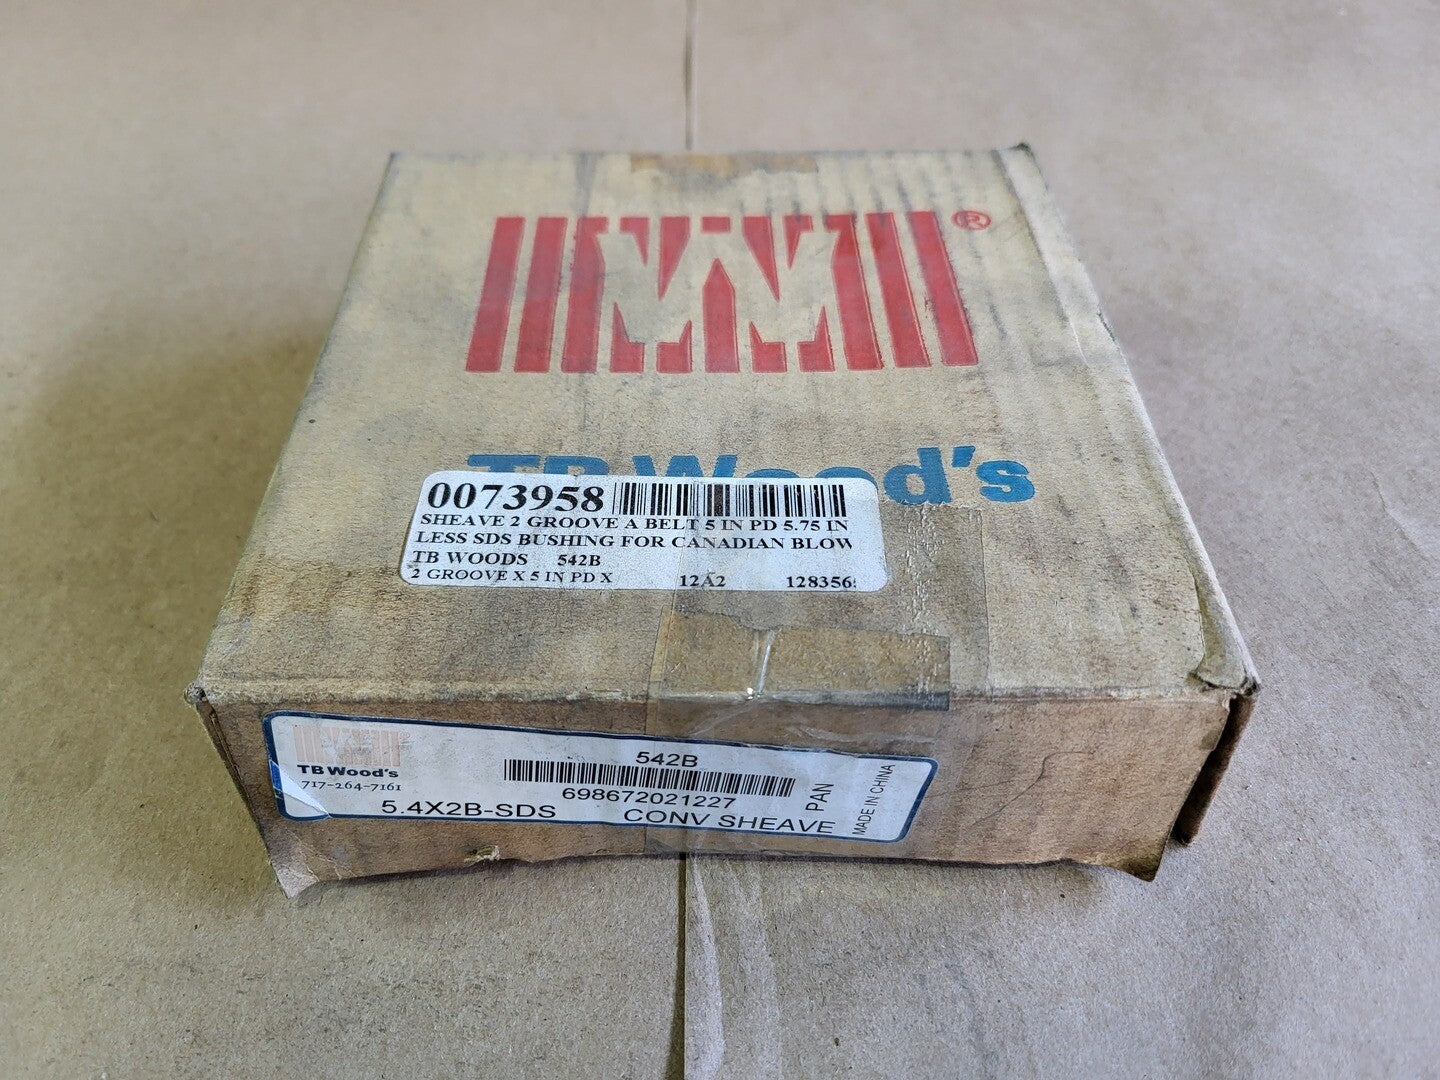 ®
TB Wood's
0073958
SHEAVE 2 GROOVE A BELT 5 IN PD 5.75 IN
LESS SDS BUSHING FOR CANADIAN BLOW
TB WOODS 542B
2 GROOVE X 5 IN PD X 12A2 128356
TB Wood's
717-264-7161
542B
698672021227
5.4X2B-SDS CONV SHEAVE
PAN
MADE IN CHINA